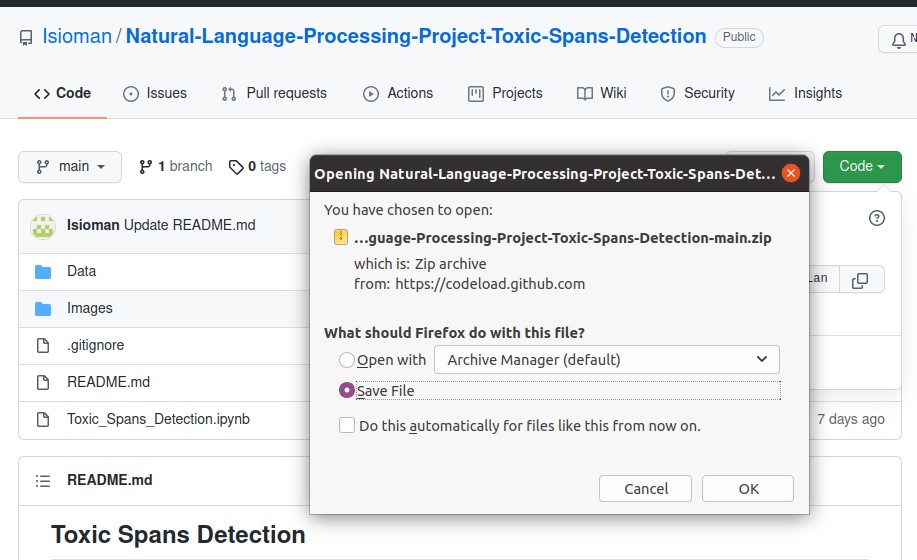 Isioman / Natural-Language-Processing-Project-Toxic-Spans-Detection Public
N
Code Issues Pull requests Actions Projects Wiki Security Insights
main 1 branch 0 tags Code
Isioman Update README.md
Data
Images
.gitignore
README.md
Toxic_Spans_Detection.ipynb 7 days ago
README.md
Toxic Spans Detection
Opening Natural-Language-Processing-Project-Toxic-Spans-Det...
You have chosen to open:
...guage-Processing-Project-Toxic-Spans-Detection-main.zip
which is: Zip archive
from: https://codeload.github.com
What should Firefox do with this file?
Open with Archive Manager (default)
Save File
Do this automatically for files like this from now on.
Cancel OK